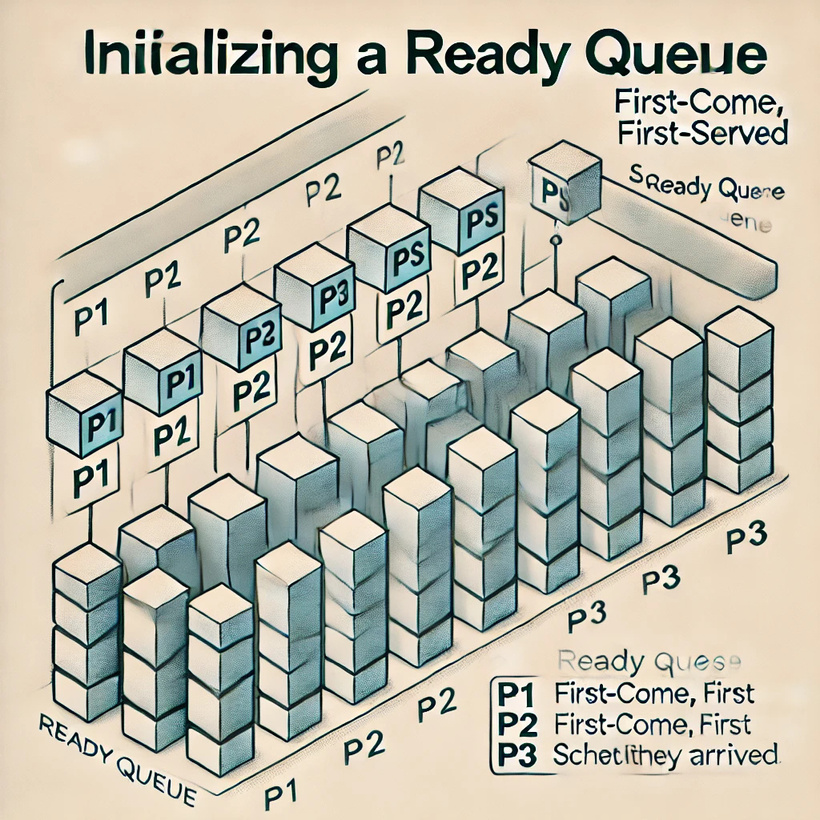 Iniializing a Ready Queue
First-Come,
First-Served
SReady Quere
ene
P2
P2
P2
P2
P1
PS
PS
PS
P3
P2
P1
P1
P2
P2
P2
P2
P2
P1
P3
P3
P3
P2
P2
P1
READY QUEUE
Ready Quese
P1 First-Come, First
P2 First-Come, First
P3 Schetlthey arrived.